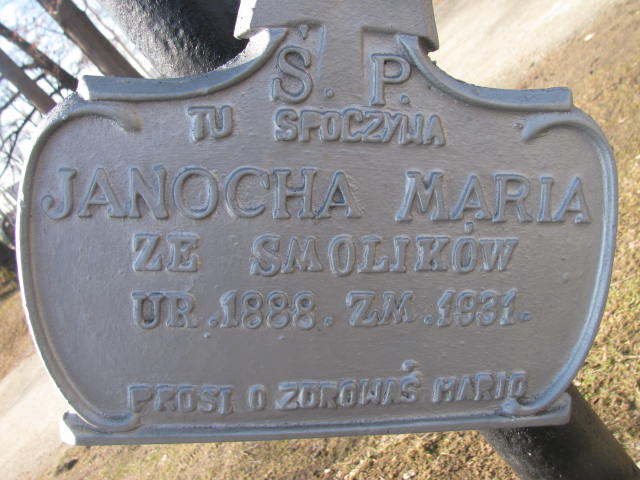 Ś. P.
TU SPOCZYWA
JANOCHA MARIA
ZE SMOLIKÓW
UR. 1888. ZM. 1931.
PROSI O ZDROWAŚ MARIO